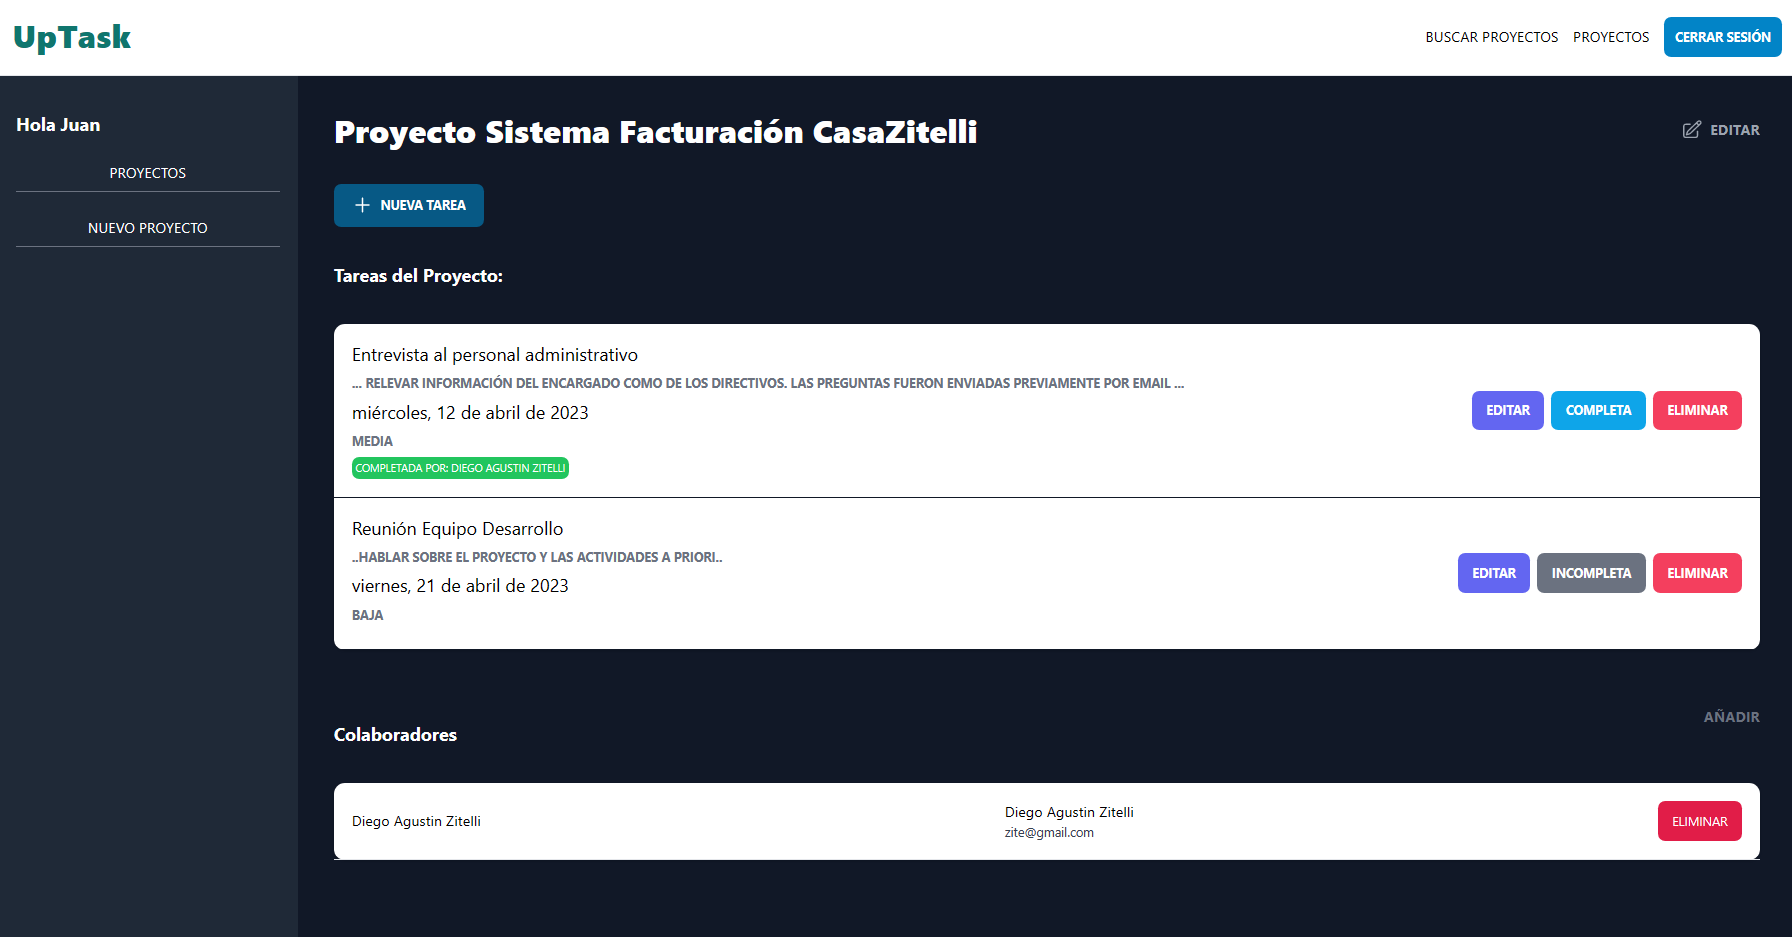 UpTask
BUSCAR PROYECTOS
PROYECTOS
CERRAR SESIÓN
Hola Juan
PROYECTOS
NUEVO PROYECTO
Proyecto Sistema Facturación CasaZitelli
EDITAR
NUEVA TAREA
Tareas del Proyecto:
Entrevista al personal administrativo
... RELEVAR INFORMACIÓN DEL ENCARGADO COMO DE LOS DIRECTIVOS. LAS PREGUNTAS FUERON ENVIADAS PREVIAMENTE POR EMAIL ...
miércoles, 12 de abril de 2023
MEDIA
COMPLETADA POR: DIEGO AGUSTIN ZITELLI
EDITAR
COMPLETA
ELIMINAR
Reunión Equipo Desarrollo
..HABLAR SOBRE EL PROYECTO Y LAS ACTIVIDADES A PRIORI..
viernes, 21 de abril de 2023
BAJA
EDITAR
INCOMPLETA
ELIMINAR
Colaboradores
AÑADIR
Diego Agustin Zitelli
Diego Agustin Zitelli
zite@gmail.com
ELIMINAR